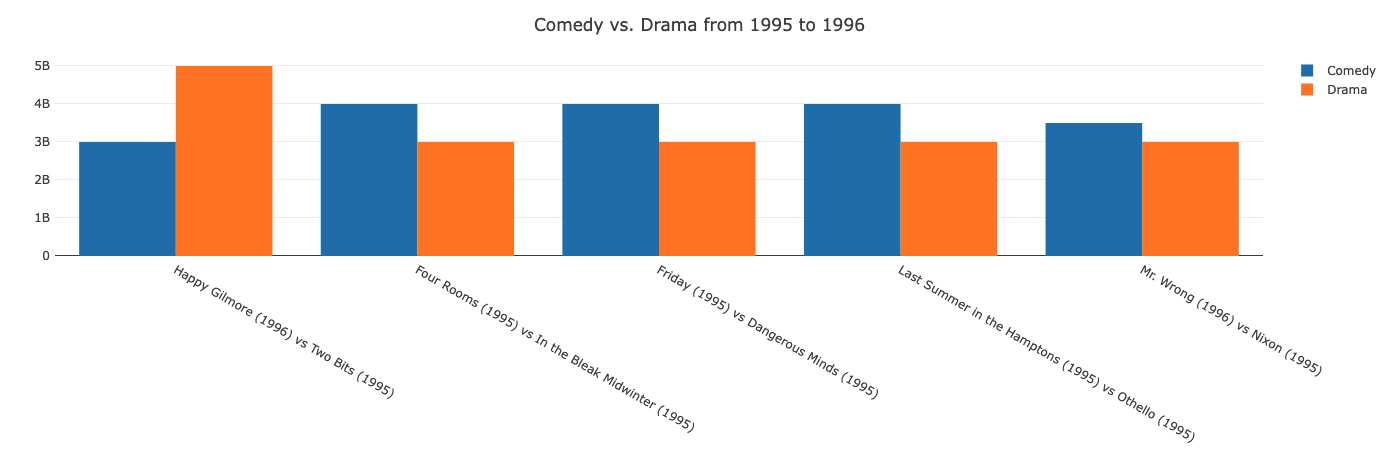 Comedy vs. Drama from 1995 to 1996
5B
4B
3B
2B
1B
0
Comedy
Drama
Happy Gilmore (1996) vs Two Bits (1995)
Four Rooms (1995) vs In the Bleak Midwinter (1995)
Friday (1995) vs Dangerous Minds (1995)
Last Summer in the Hamptons (1995) vs Othello (1995)
Mr. Wrong (1996) vs Nixon (1995)